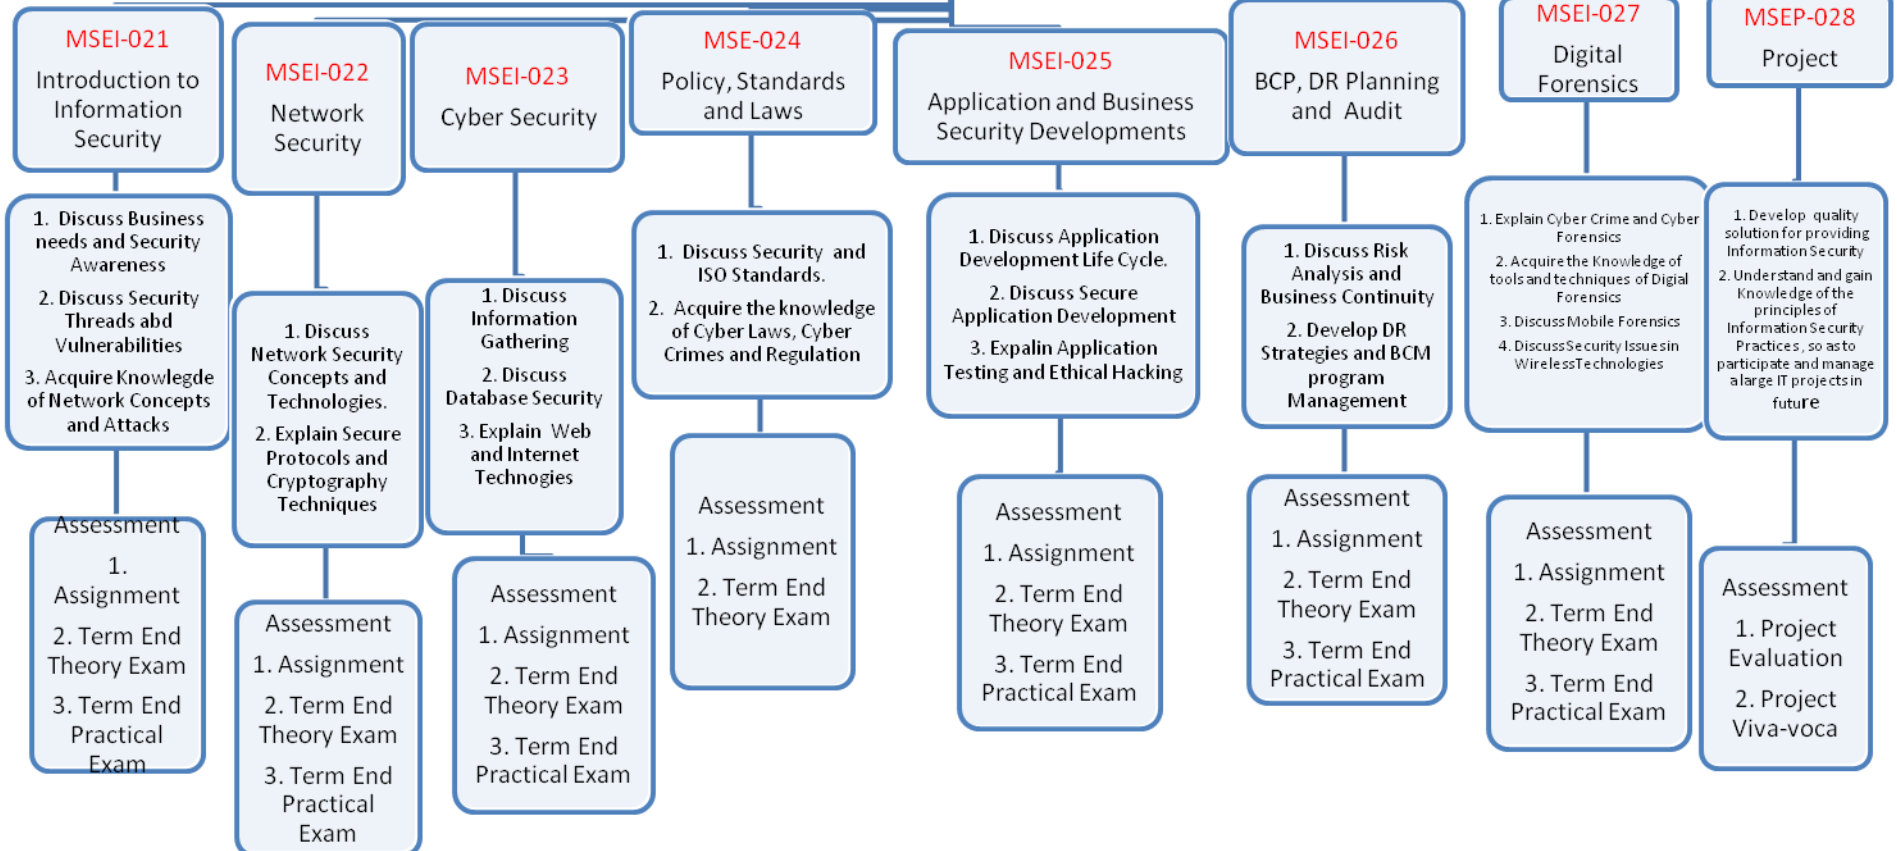 MSEI-021
Introduction to
Information
Security
1. Discuss Business
needs and Security
Awareness
2. Discuss Security
Threads abd
Vulnerabilities
3. Acquire Knowlegde
of Network Concepts
and Attacks
Assessment
1.
Assignment
2. Term End
Theory Exam
3. Term End
Practical
Exam
MSEI-022
Network
Security
1. Discuss
Network Security
Concepts and
Technologies.
2. Explain Secure
Protocols and
Cryptography
Techniques
Assessment
1. Assignment
2. Term End
Theory Exam
3. Term End
Practical
Exam
MSEI-023
Cyber Security
1. Discuss
Information
Gathering
2. Discuss
Database Security
3. Explain Web
and Internet
Technogies
Assessment
1. Assignment
2. Term End
Theory Exam
3. Term End
Practical Exam
MSE-024
Policy, Standards
and Laws
1. Discuss Security and
ISO Standards.
2. Acquire the knowledge
of Cyber Laws, Cyber
Crimes and Regulation
Assessment
1. Assignment
2. Term End
Theory Exam
MSEI-025
Application and Business
Security Developments
1. Discuss Application
Development Life Cycle.
2. Discuss Secure
Application Development
3. Expalin Application
Testing and Ethical Hacking
Assessment
1. Assignment
2. Term End
Theory Exam
3. Term End
Practical Exam
MSEI-026
BCP, DR Planning
and Audit
1. Discuss Risk
Analysis and
Business Continuity
2. Develop DR
Strategies and BCM
program
Management
Assessment
1. Assignment
2. Term End
Theory Exam
3. Term End
Practical Exam
MSEI-027
Digital
Forensics
1. Explain Cyber Crime and Cyber
Forensics
2. Acquire the Knowledge of
tools and techniques of Digial
Forensics
3. Discuss Mobile Forensics
4. Discuss Security Issues in
Wireless Technologies
Assessment
1. Assignment
2. Term End
Theory Exam
3. Term End
Practical Exam
MSEP-028
Project
1. Develop quality
solution for providing
Information Security
2. Understand and gain
Knowledge of the
principles of
Information Security
Practices, so as to
participate and manage
a large IT projects in
future
Assessment
1. Project
Evaluation
2. Project
Viva-voca